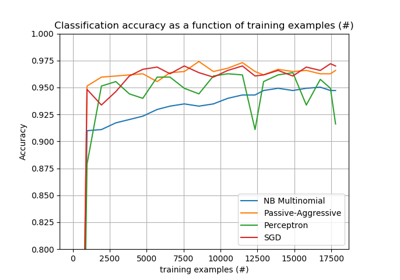 Classification accuracy as a function of training examples (#)
1.000
0.975
0.950
0.925
0.900
0.875
0.850
0.825
0.800
Accuracy
NB Multinomial
Passive-Aggressive
Perceptron
SGD
0 2500 5000 7500 10000 12500 15000 17500
training examples (#)